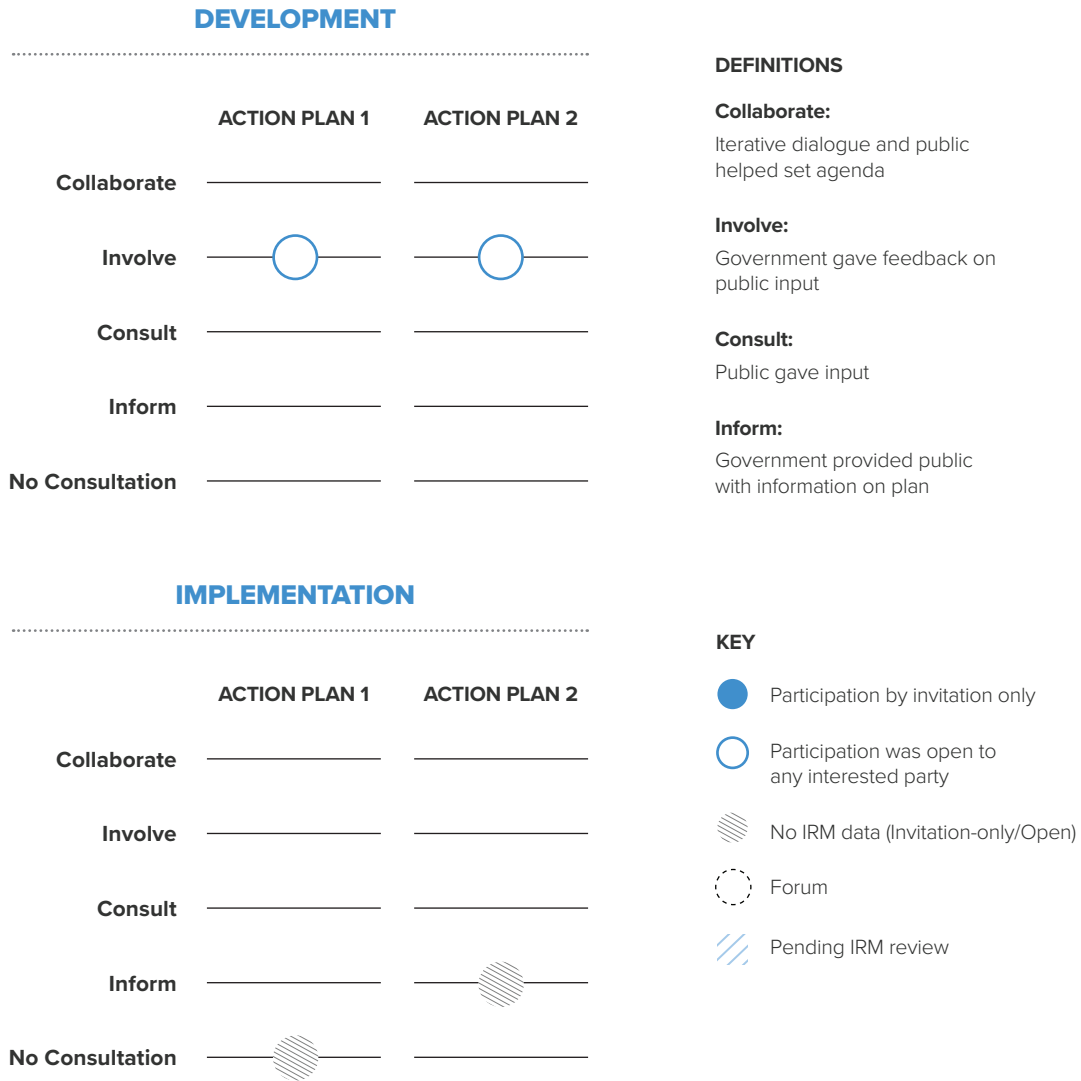 DEVELOPMENT
ACTION PLAN 1 ACTION PLAN 2
Collaborate
Involve
Consult
Inform
No Consultation
DEFINITIONS
Collaborate:
Iterative dialogue and public
helped set agenda
Involve:
Government gave feedback on
public input
Consult:
Public gave input
Inform:
Government provided public
with information on plan
IMPLEMENTATION
ACTION PLAN 1 ACTION PLAN 2
Collaborate
Involve
Consult
Inform
No Consultation
KEY
Participation by invitation only
Participation was open to
any interested party
No IRM data (Invitation-only/Open)
Forum
Pending IRM review